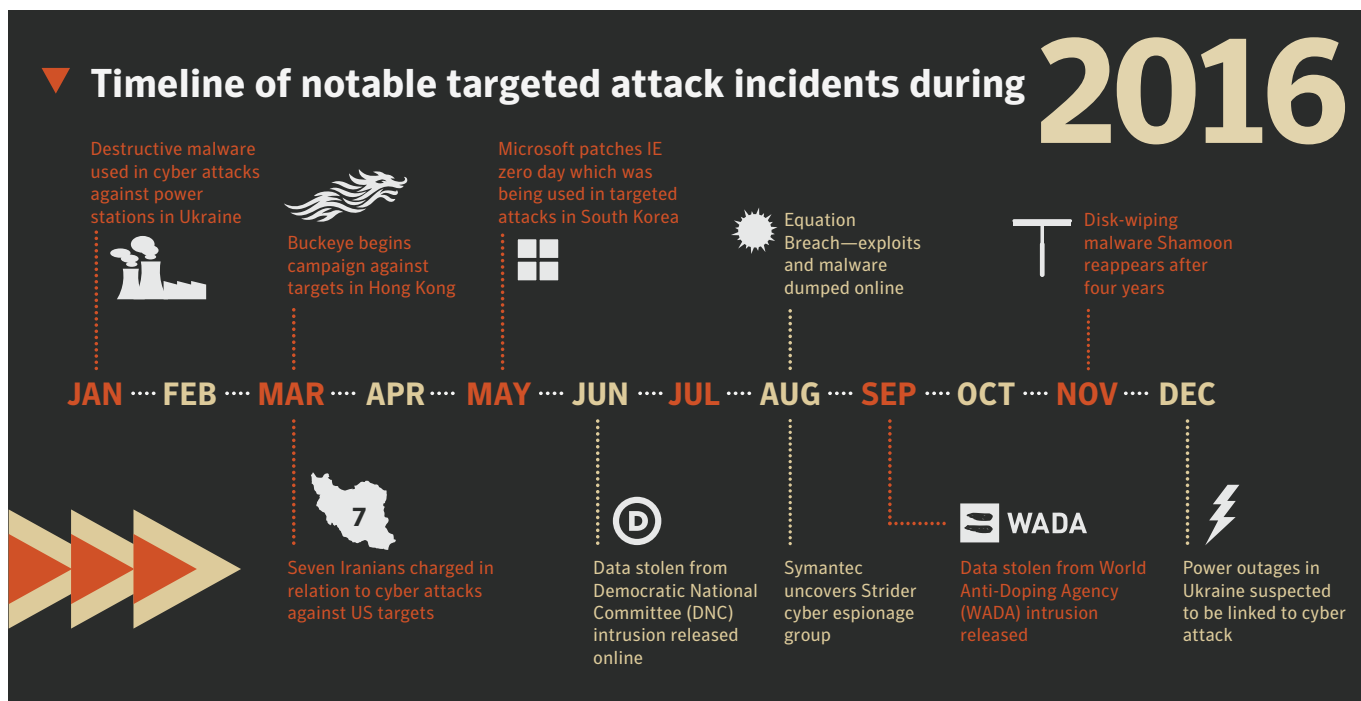 Timeline of notable targeted attack incidents during 2016
Destructive malware
used in cyber attacks
against power
stations in Ukraine
Buckeye begins
campaign against
targets in Hong Kong
Microsoft patches IE
zero day which was
being used in targeted
attacks in South Korea
Equation
Breach—exploits
and malware
dumped online
Disk-wiping
malware Shamoon
reappears after
four years
JAN FEB MAR APR MAY JUN JUL AUG SEP OCT NOV DEC
7
Seven Iranians charged in
relation to cyber attacks
against US targets
D
Data stolen from
Democratic National
Committee (DNC)
intrusion released
online
Symantec
uncovers Strider
cyber espionage
group
WADA
Data stolen from World
Anti-Doping Agency
(WADA) intrusion
released
Power outages in
Ukraine suspected
to be linked to cyber
attack